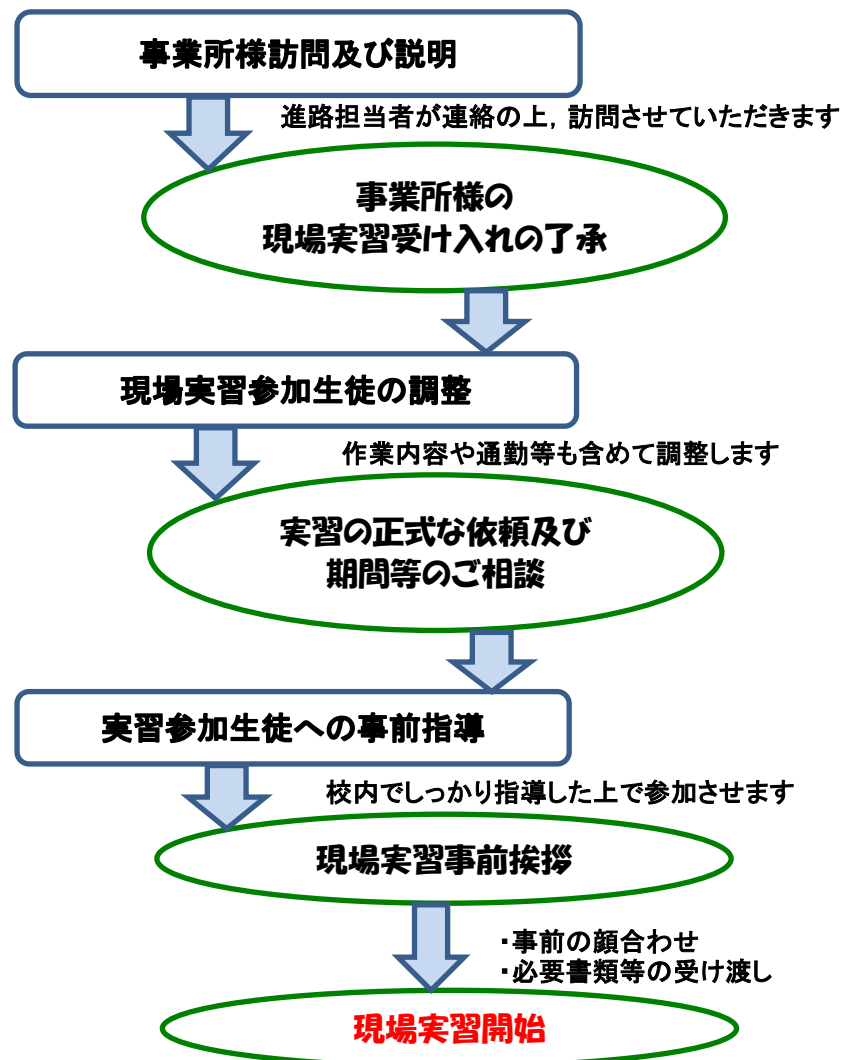 事業所様訪問及び説明
進路担当者が連絡の上，訪問させていただきます
事業所様の
現場実習受け入れの了承
現場実習参加生徒の調整
作業内容や通勤等も含めて調整します
実習の正式な依頼及び
期間等のご相談
実習参加生徒への事前指導
校内でしっかり指導した上で参加させます
現場実習事前挨拶
・事前の顔合わせ
・必要書類等の受け渡し
現場実習開始